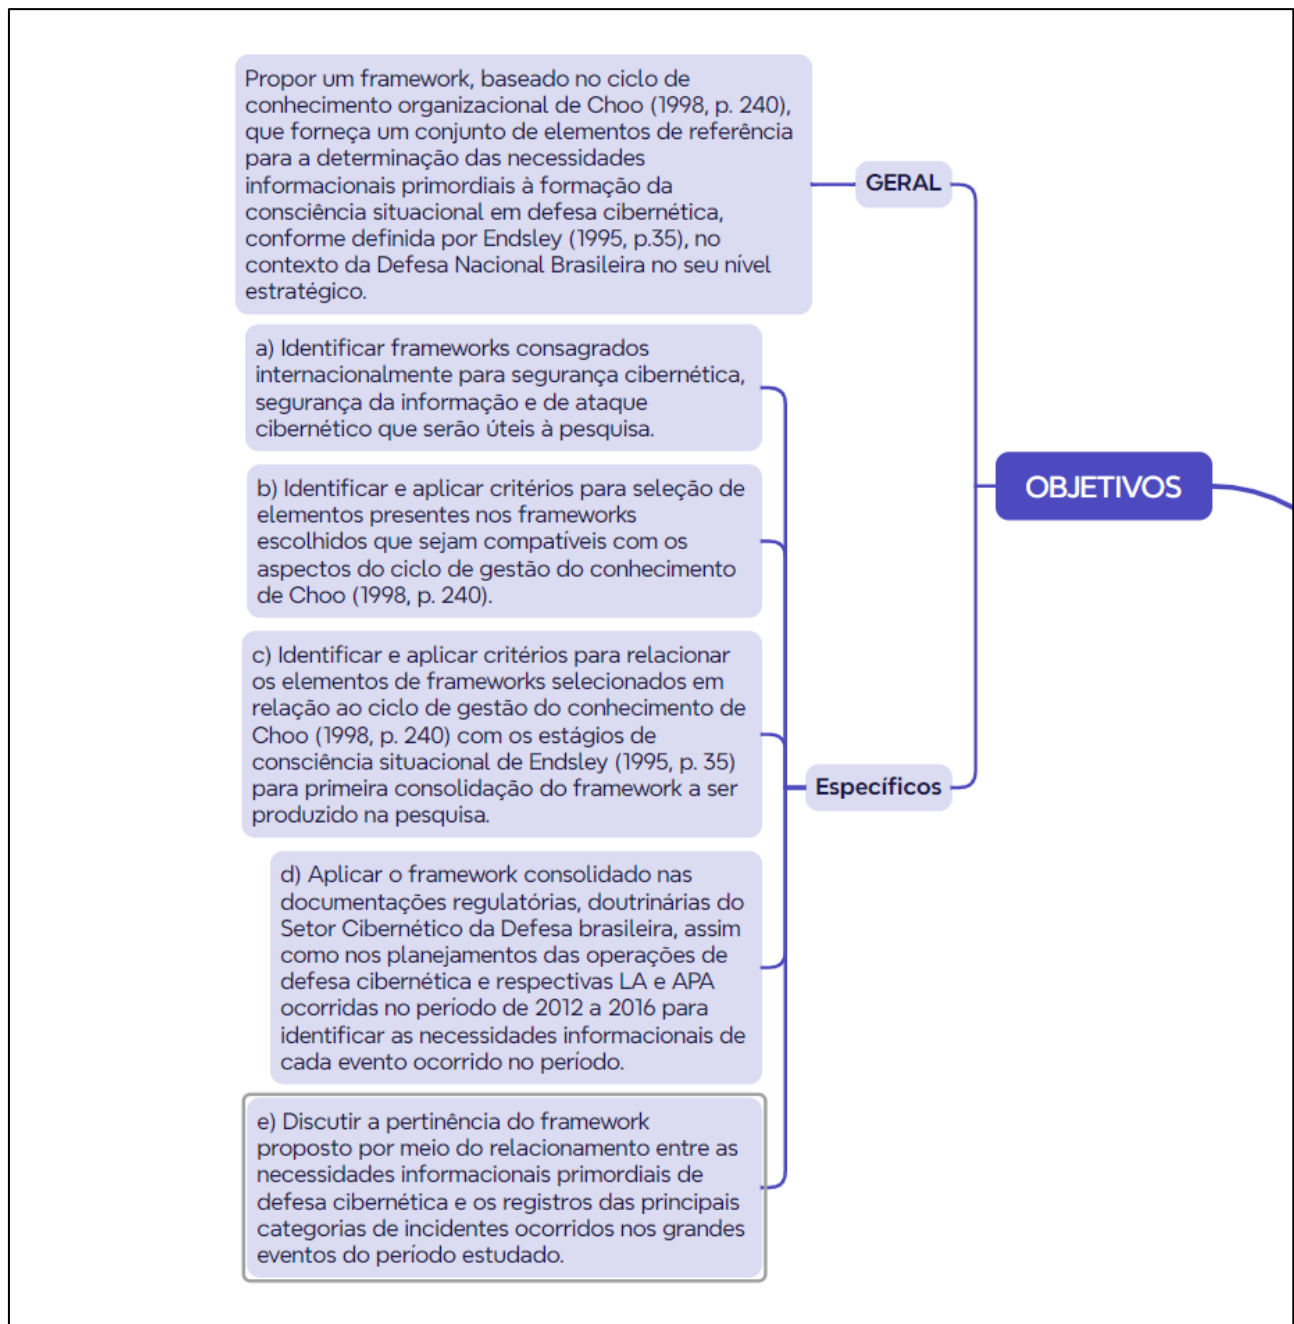 Propor um framework, baseado no ciclo de
conhecimento organizacional de Choo (1998, p. 240),
que forneça um conjunto de elementos de referência
para a determinação das necessidades
informacionais primordiais à formação da
consciência situacional em defesa cibernética,
conforme definida por Endsley (1995, p.35), no
contexto da Defesa Nacional Brasileira no seu nível
estratégico.
GERAL
a) Identificar frameworks consagrados
internacionalmente para segurança cibernética,
segurança da informação e de ataque
cibernético que serão úteis à pesquisa.
b) Identificar e aplicar critérios para seleção de
elementos presentes nos frameworks
escolhidos que sejam compatíveis com os
aspectos do ciclo de gestão do conhecimento
de Choo (1998, p. 240).
OBJETIVOS
c) Identificar e aplicar critérios para relacionar
os elementos de frameworks selecionados em
relação ao ciclo de gestão do conhecimento de
Choo (1998, p. 240) com os estágios de
consciência situacional de Endsley (1995, p. 35)
para primeira consolidação do framework a ser
produzido na pesquisa.
Específicos
d) Aplicar o framework consolidado nas
documentações regulatórias, doutrinárias do
Setor Cibernético da Defesa brasileira, assim
como nos planejamentos das operações de
defesa cibernética e respectivas LA e APA
ocorridas no período de 2012 a 2016 para
identificar as necessidades informacionais de
cada evento ocorrido no período.
e) Discutir a pertinência do framework
proposto por meio do relacionamento entre as
necessidades informacionais primordiais de
defesa cibernética e os registros das principais
categorias de incidentes ocorridos nos grandes
eventos do período estudado.